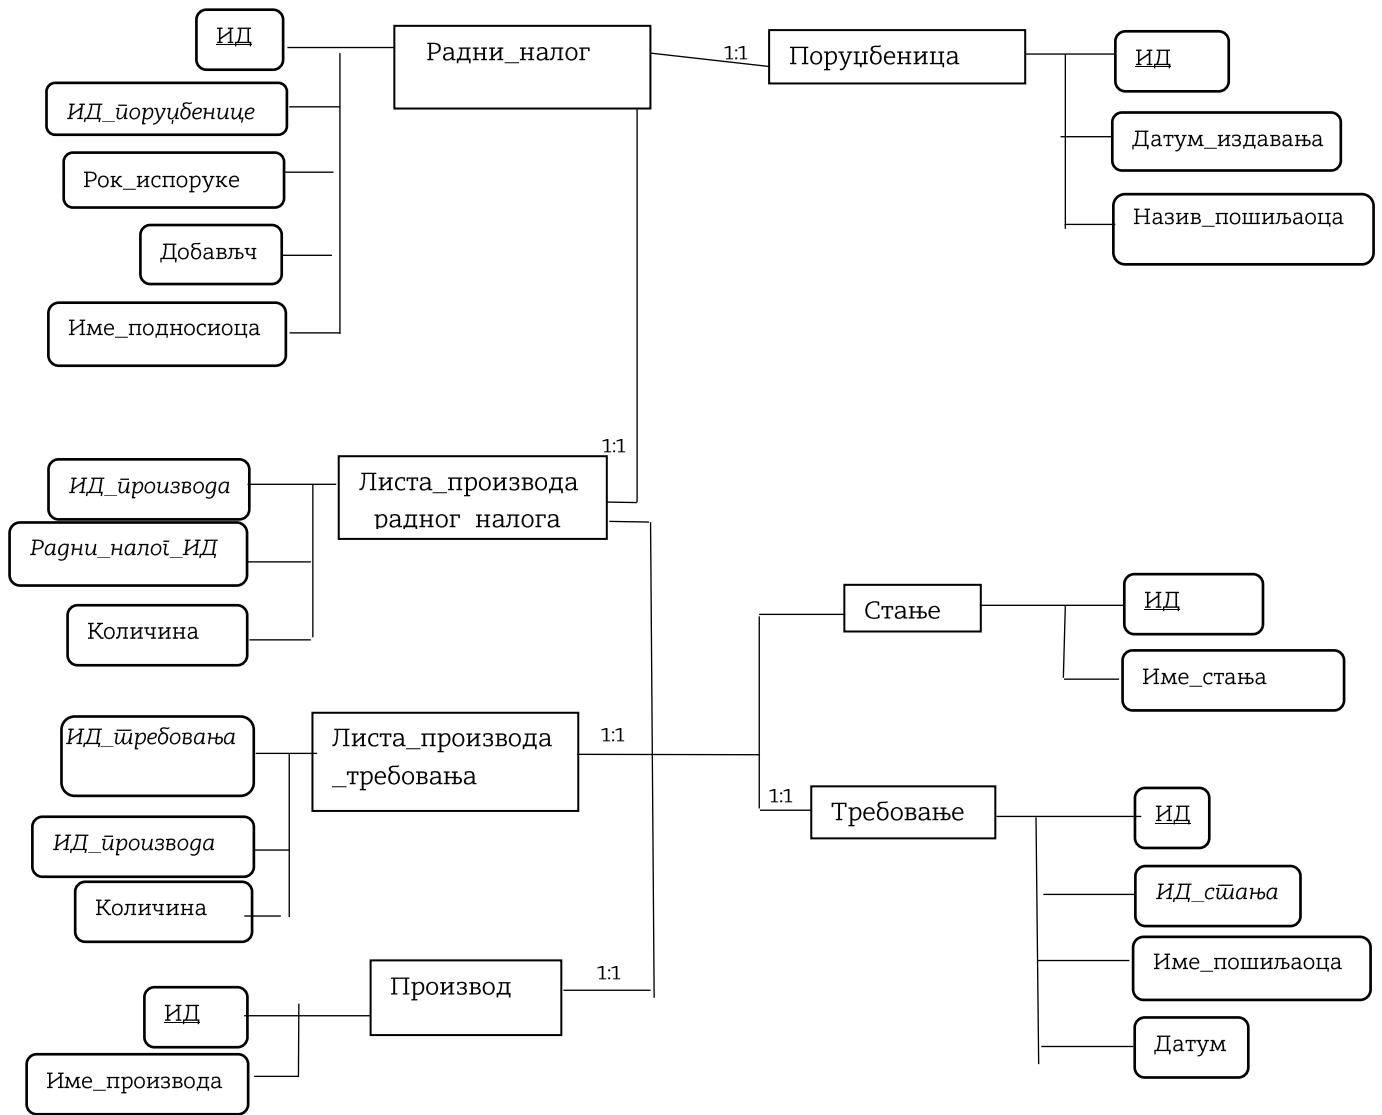 ИД
Радни_налог
1:1
Поруџбеница
ИД
ИД_поруџбенице
Датум_издавања
Рок_испоруке
Назив_пошиљаоца
Добављч
Име_подносиоца
1:1
ИД_производа
Листа_производа
_радног_налога
Радни_налог_ИД
Количина
Стање
ИД
Име_стања
ИД_требовања
Листа_производа
_требовања
1:1
1:1
Требовање
ИД
ИД_производа
ИД_стања
Количина
Име_пошиљаоца
Производ
1:1
ИД
Датум
Име_производа